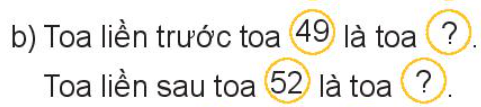 b) Toa liền trước toa 49 là toa ?.
Toa liền sau toa 52 là toa ?.